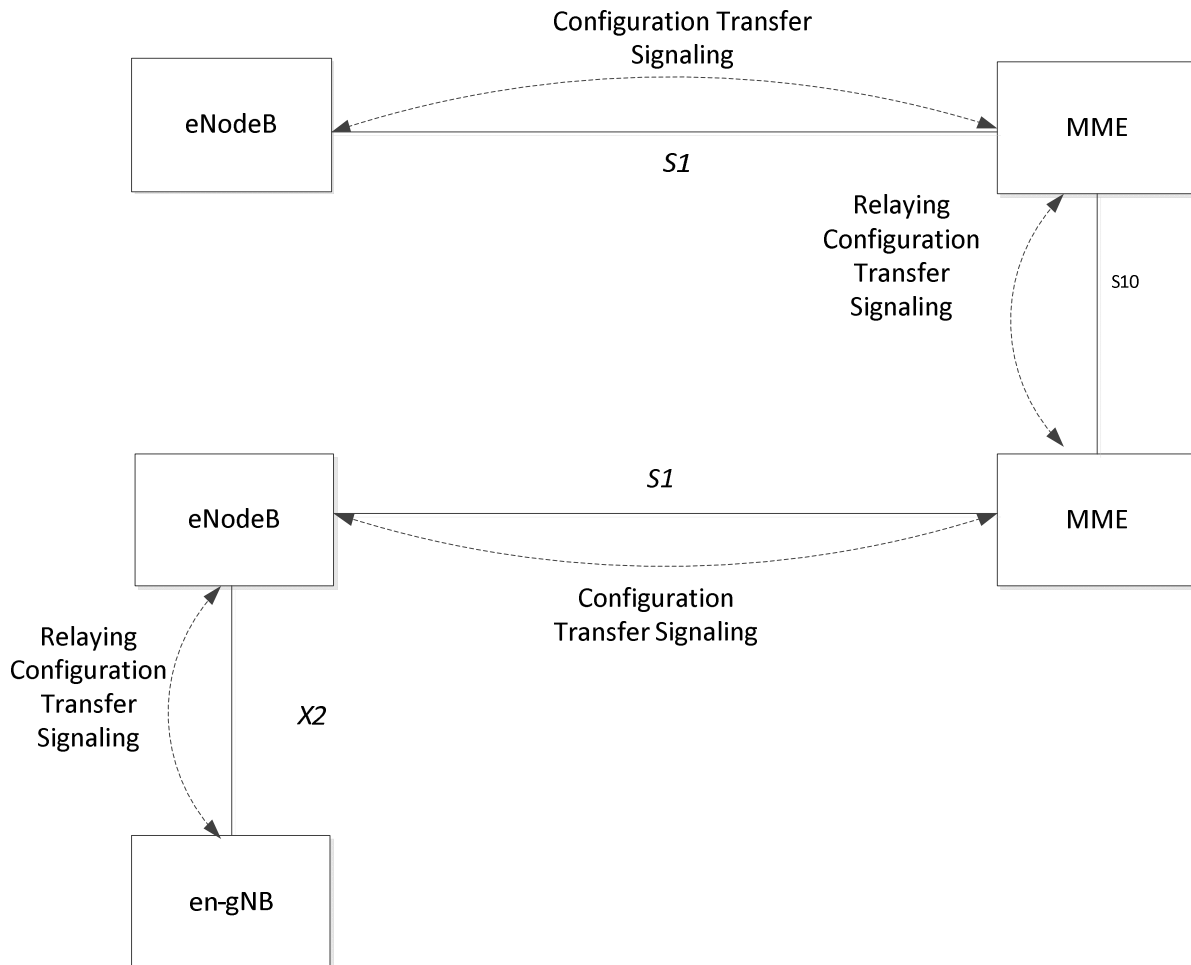 Configuration Transfer
Signaling
eNodeB
MME
S1
Relaying
Configuration
Transfer
Signaling
S10
S1
eNodeB
MME
Configuration
Transfer Signaling
Relaying
Configuration
Transfer
Signaling
X2
en-gNB